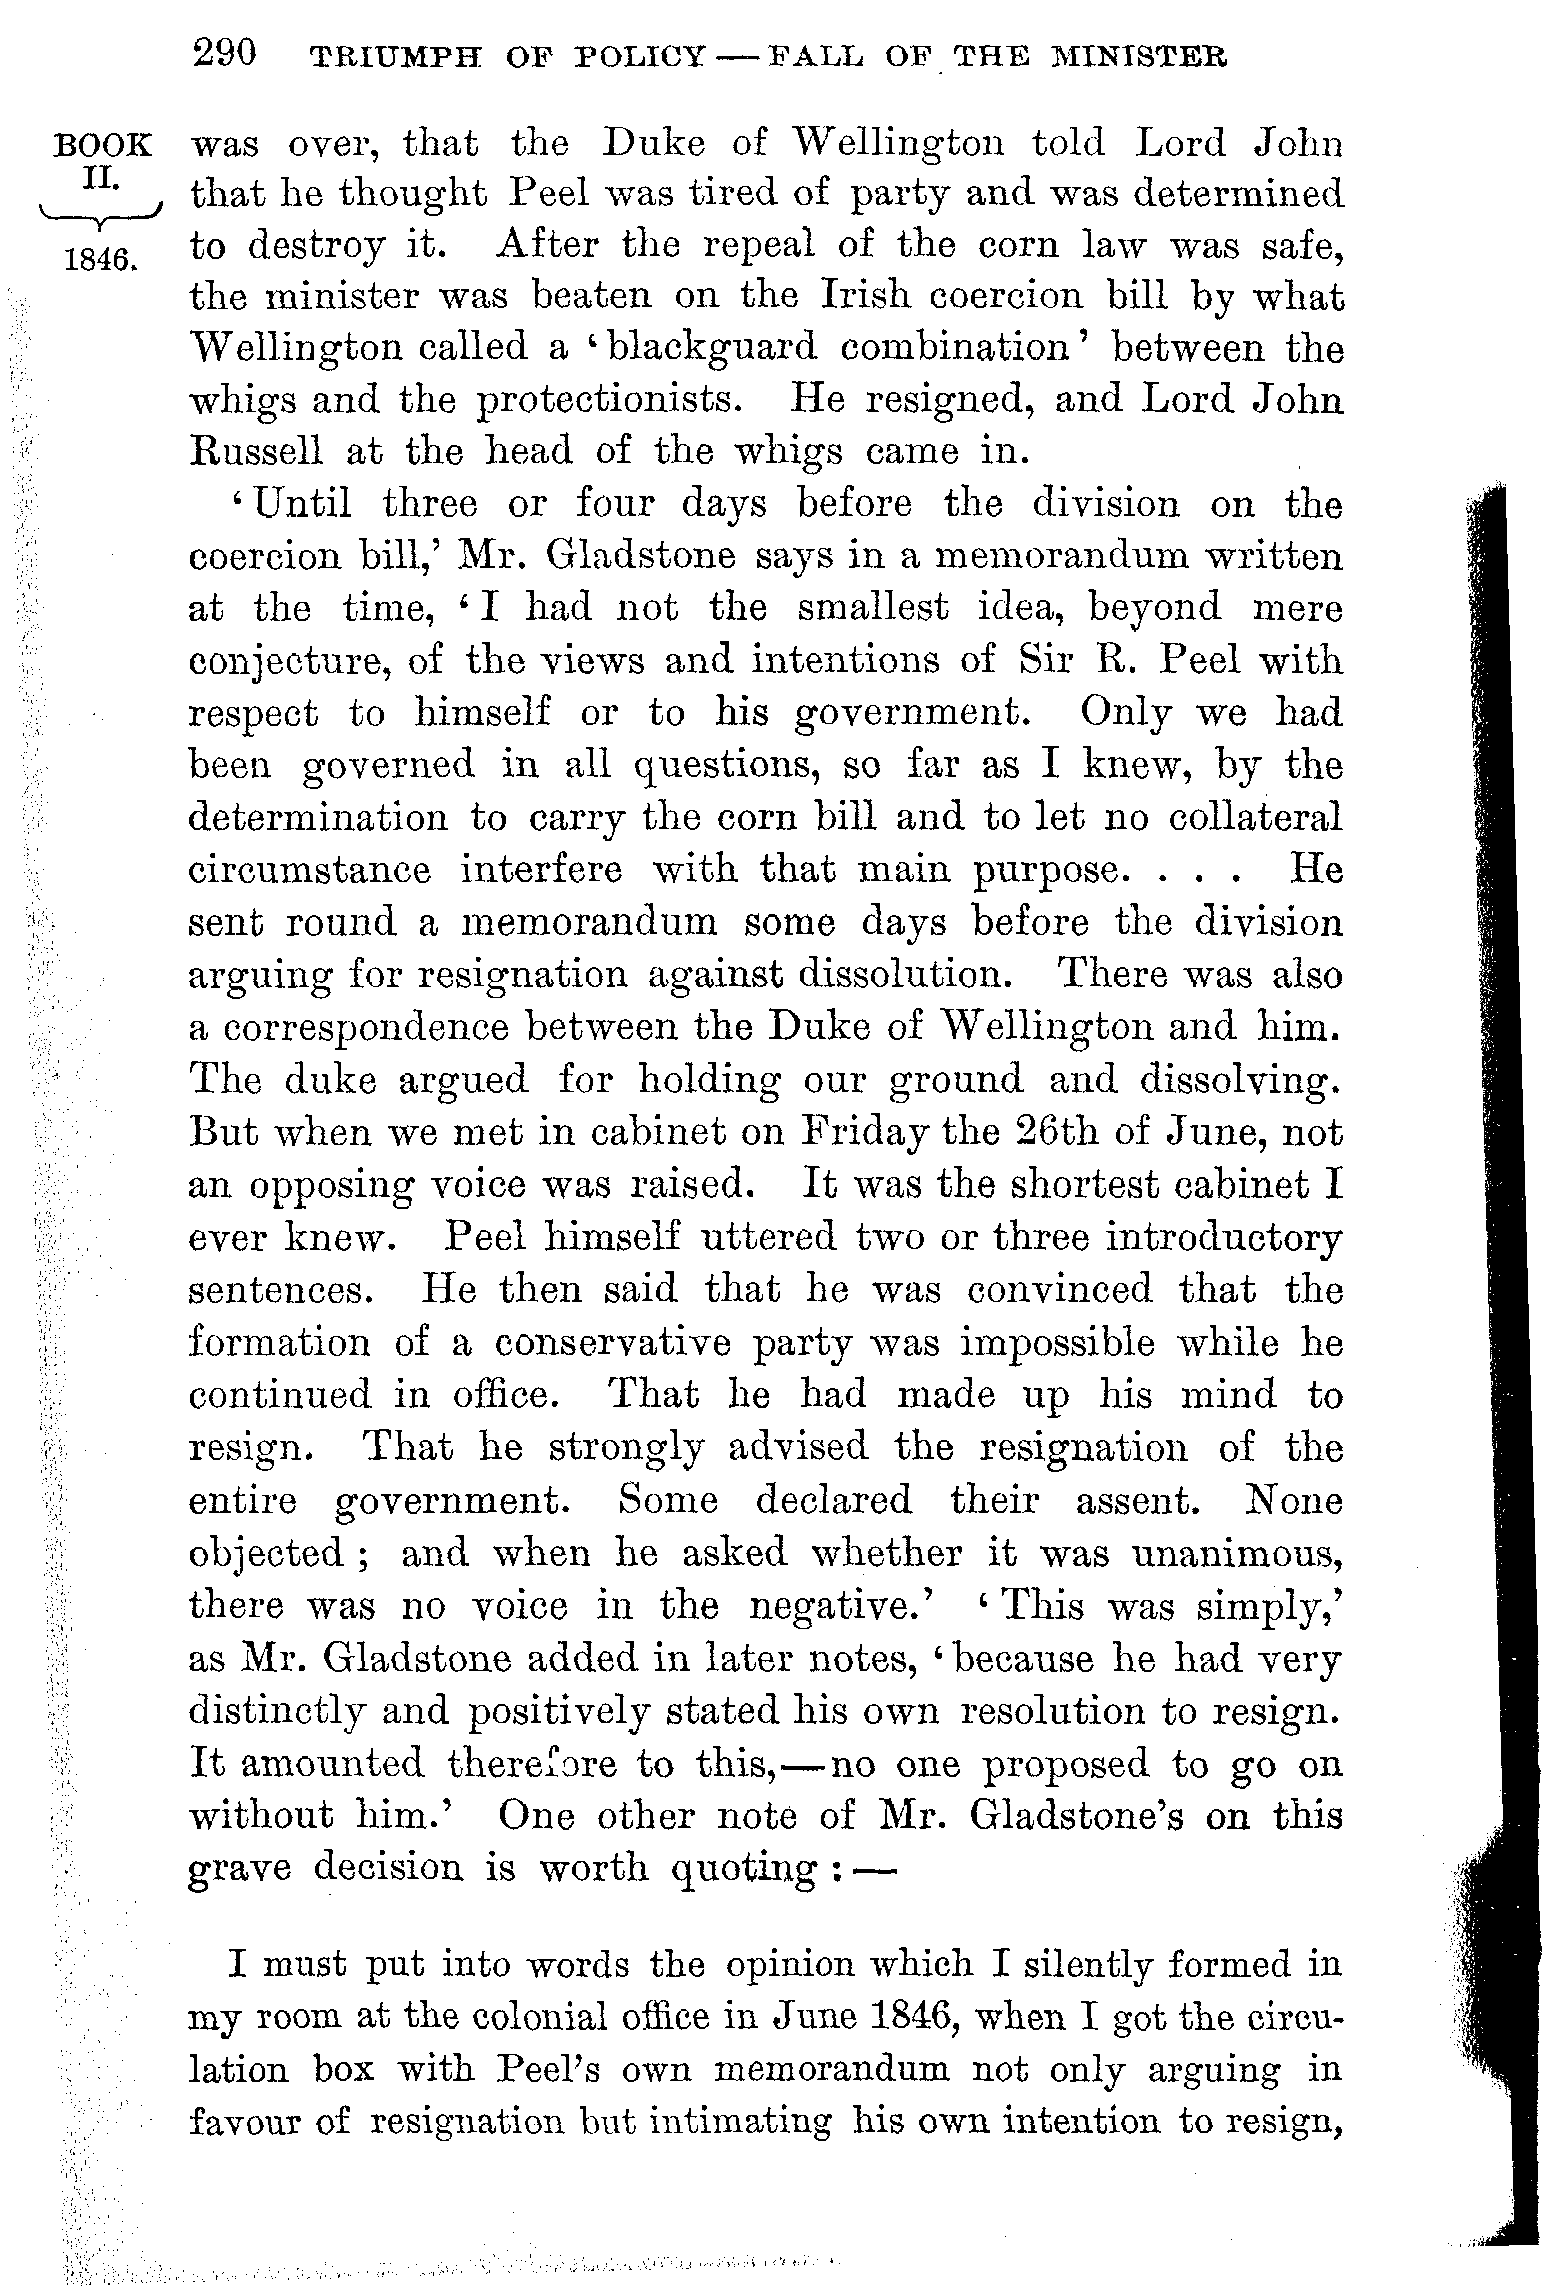 290 TRIUMPH OF POLICY — FALL OF THE MINISTER
BOOK
II.
1846.
was over, that the Duke of Wellington told Lord John
that he thought Peel was tired of party and was determined
to destroy it. After the repeal of the corn law was safe,
the minister was beaten on the Irish coercion bill by what
Wellington called a ‘blackguard combination’ between the
whigs and the protectionists. He resigned, and Lord John
Russell at the head of the whigs came in.
‘Until three or four days before the division on the
coercion bill,’ Mr. Gladstone says in a memorandum written
at the time, ‘I had not the smallest idea, beyond mere
conjecture, of the views and intentions of Sir R. Peel with
respect to himself or to his government. Only we had
been governed in all questions, so far as I knew, by the
determination to carry the corn bill and to let no collateral
circumstance interfere with that main purpose. . . . He
sent round a memorandum some days before the division
arguing for resignation against dissolution. There was also
a correspondence between the Duke of Wellington and him.
The duke argued for holding our ground and dissolving.
But when we met in cabinet on Friday the 26th of June, not
an opposing voice was raised. It was the shortest cabinet I
ever knew. Peel himself uttered two or three introductory
sentences. He then said that he was convinced that the
formation of a conservative party was impossible while he
continued in office. That he had made up his mind to
resign. That he strongly advised the resignation of the
entire government. Some declared their assent. None
objected ; and when he asked whether it was unanimous,
there was no voice in the negative.’ ‘This was simply,’
as Mr. Gladstone added in later notes, ‘because he had very
distinctly and positively stated his own resolution to resign.
It amounted therefore to this,—no one proposed to go on
without him.’ One other note of Mr. Gladstone’s on this
grave decision is worth quoting : —
I must put into words the opinion which I silently formed in
my room at the colonial office in June 1846, when I got the circu-
lation box with Peel’s own memorandum not only arguing in
favour of resignation but intimating his own intention to resign,